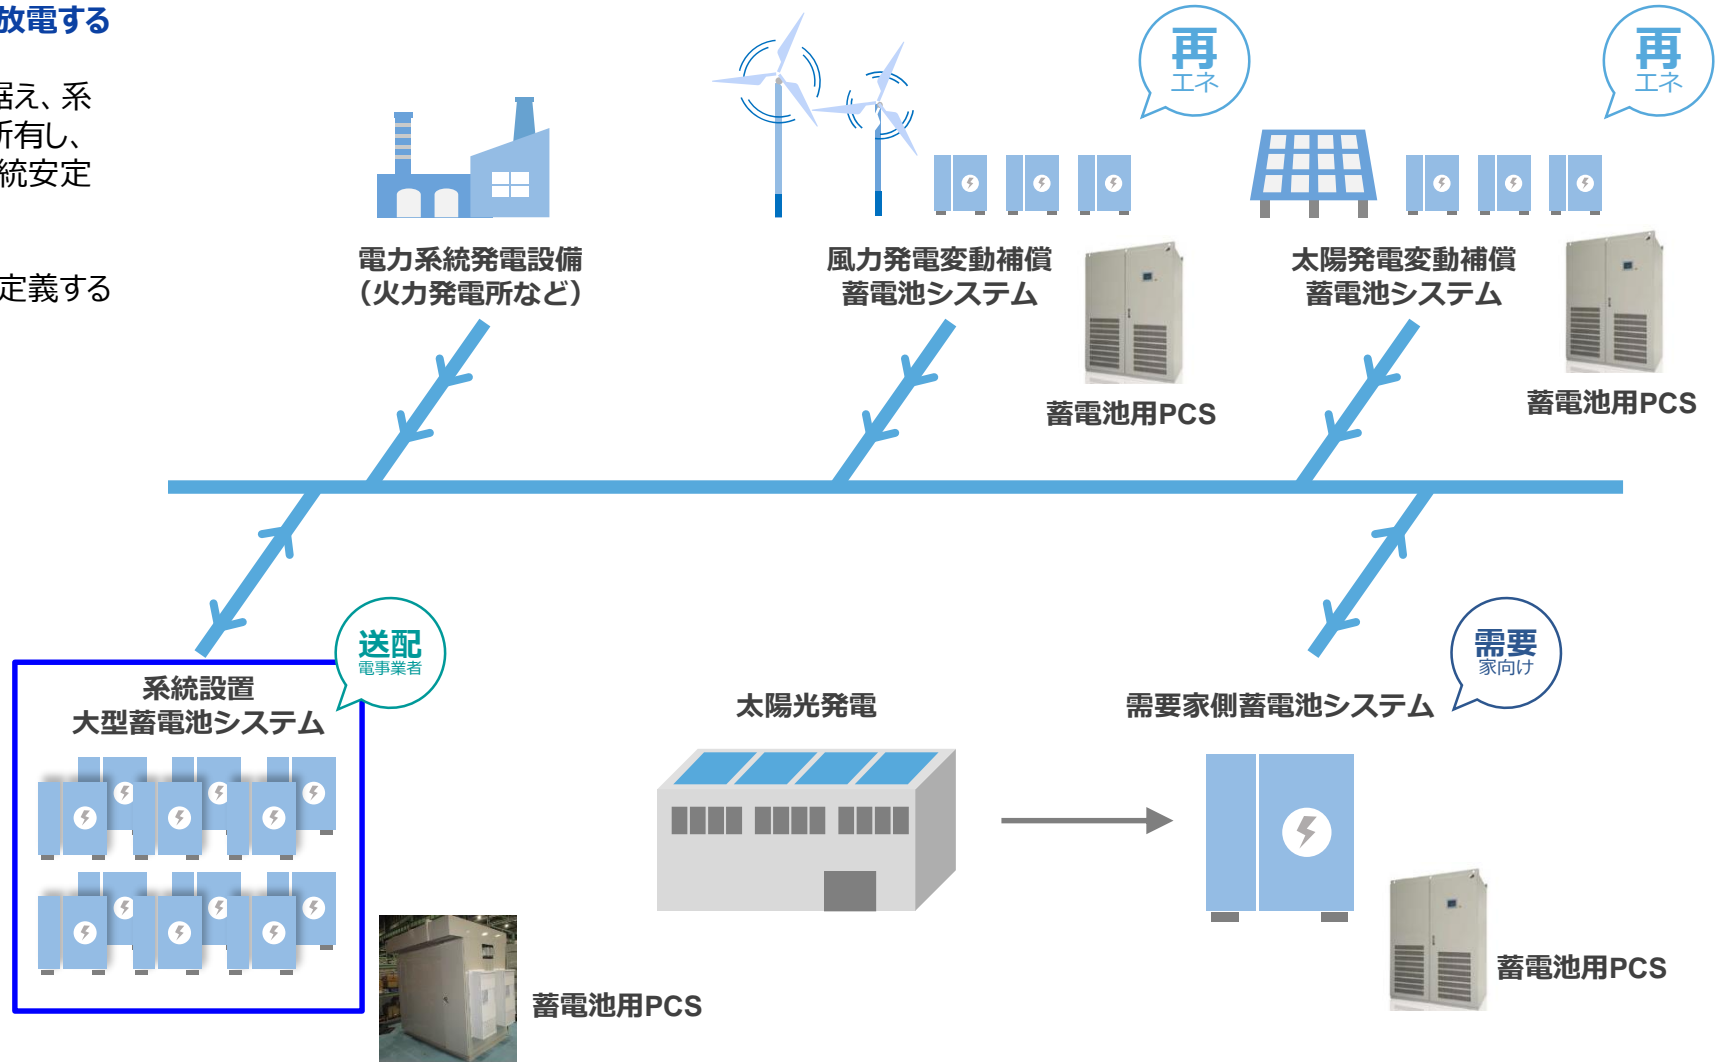 放電する
据え、系
所有し、
統安定
定義する
再
エネ
再
エネ
電力系統発電設備
（火力発電所など）
風力発電変動補償
蓄電池システム
太陽発電変動補償
蓄電池システム
蓄電池用PCS
蓄電池用PCS
送配
電事業者
需要
家向け
系統設置
大型蓄電池システム
太陽光発電
需要家側蓄電池システム
蓄電池用PCS
蓄電池用PCS